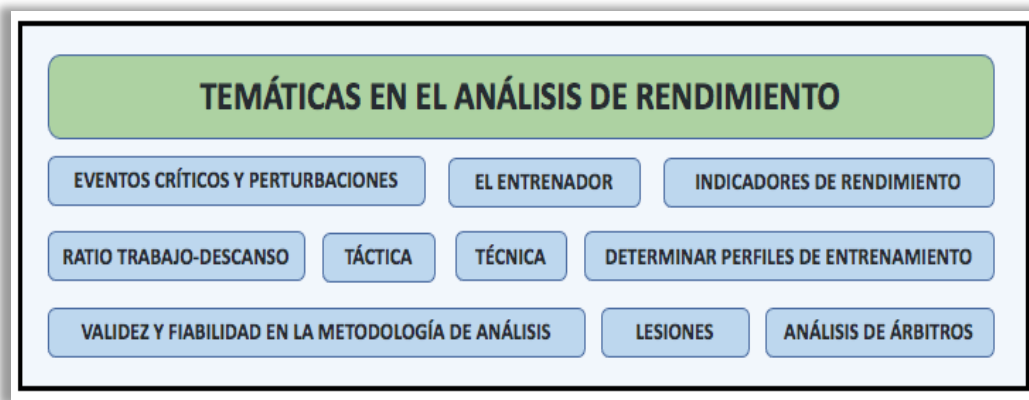 TEMÁTICAS EN EL ANÁLISIS DE RENDIMIENTO
EVENTOS CRÍTICOS Y PERTURBACIONES
EL ENTRENADOR
INDICADORES DE RENDIMIENTO
RATIO TRABAJO-DESCANSO
TÁCTICA
TÉCNICA
DETERMINAR PERFILES DE ENTRENAMIENTO
VALIDEZ Y FIABILIDAD EN LA METODOLOGÍA DE ANÁLISIS
LESIONES
ANÁLISIS DE ÁRBITROS